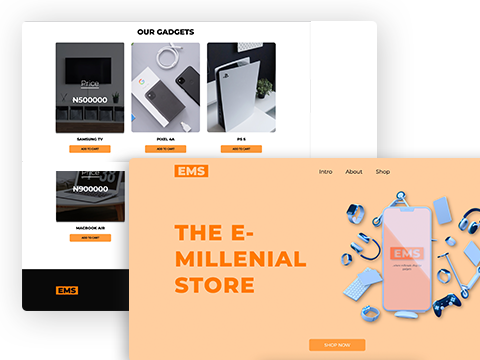 OUR GADGETS
Price
N500000
SAMSUNG TV
PIXEL 4A
PS 5
ADD TO CART
ADD TO CART
ADD TO CART
Price
N900000
MACBOOK AIR
ADD TO CART
EMS
EMS
Intro
About
Shop
THE E-
MILLENIAL
STORE
EMS
SHOP NOW